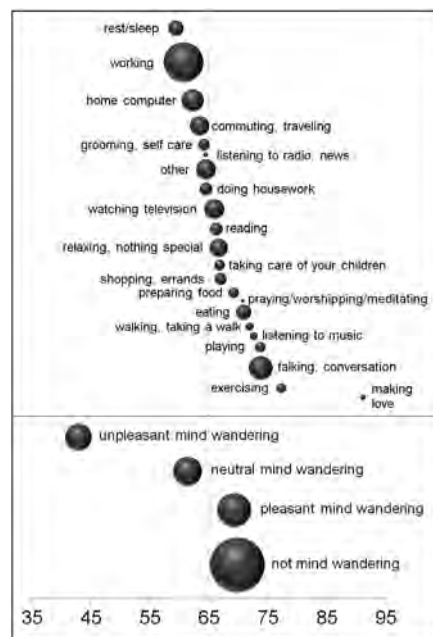 rest/sleep
working
home computer
commuting, traveling
grooming, self care
listening to radio, news
other
doing housework
watching television
reading
relaxing, nothing special
taking care of your children
shopping, errands
preparing food
praying/worshipping/meditating
eating
walking, taking a walk
listening to music
playing
talking, conversation
exercising
making
love
unpleasant mind wandering
neutral mind wandering
pleasant mind wandering
not mind wandering
35 45 55 65 75 85 95